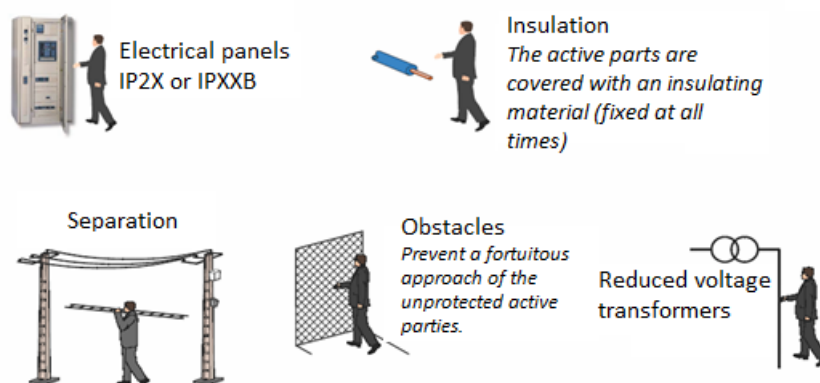 Electrical panels
IP2X or IPXXB
Insulation
The active parts are
covered with an insulating
material (fixed at all
times)
Separation
Obstacles
Prevent a fortuitous
approach of the
unprotected active
parties.
Reduced voltage
transformers